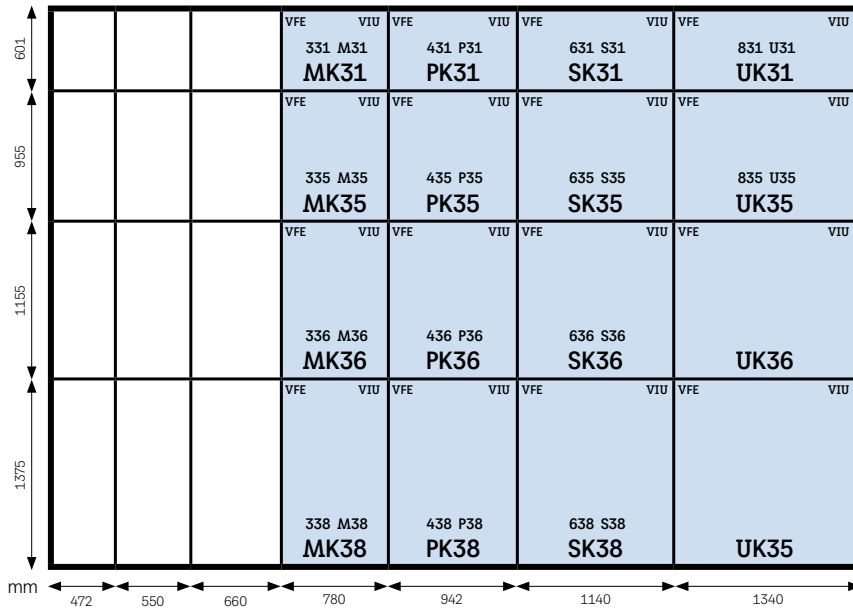 601
VFE VIU VFE VIU VFE VIU VFE VIU
331 M31 431 P31 631 S31 831 U31
MK31 PK31 SK31 UK31
955
VFE VIU VFE VIU VFE VIU VFE VIU
335 M35 435 P35 635 S35 835 U35
MK35 PK35 SK35 UK35
1155
VFE VIU VFE VIU VFE VIU VFE VIU
336 M36 436 P36 636 S36
MK36 PK36 SK36 UK36
1375
VFE VIU VFE VIU VFE VIU VFE VIU
338 M38 438 P38 638 S38
MK38 PK38 SK38 UK35
mm
472 550 660 780 942 1140 1340